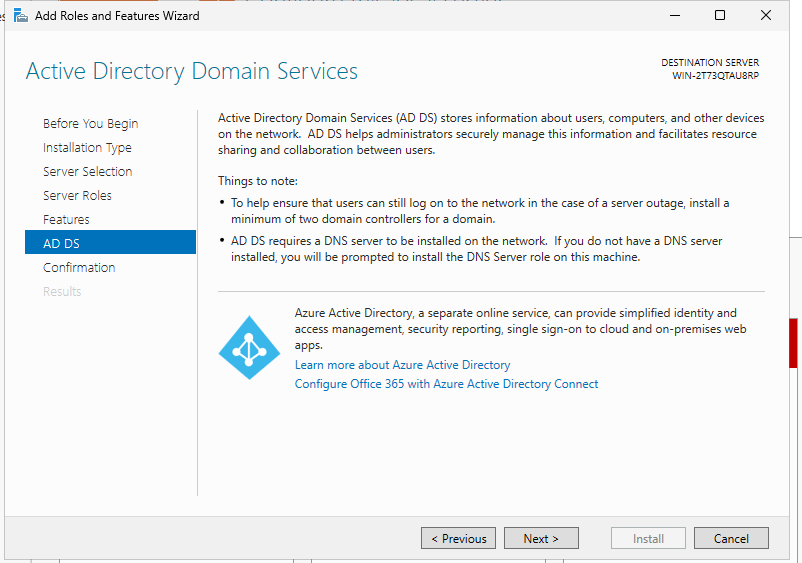 Add Roles and Features Wizard
Active Directory Domain Services
DESTINATION SERVER
WIN-2T73QTAU8RP
Before You Begin
Installation Type
Server Selection
Server Roles
Features
AD DS
Confirmation
Results
Active Directory Domain Services (AD DS) stores information about users, computers, and other devices
on the network.  AD DS helps administrators securely manage this information and facilitates resource
sharing and collaboration between users.
Things to note:
• To help ensure that users can still log on to the network in the case of a server outage, install a
minimum of two domain controllers for a domain.
• AD DS requires a DNS server to be installed on the network.  If you do not have a DNS server
installed, you will be prompted to install the DNS Server role on this machine.
Azure Active Directory, a separate online service, can provide simplified identity and
access management, security reporting, single sign-on to cloud and on-premises web
apps.
Learn more about Azure Active Directory
Configure Office 365 with Azure Active Directory Connect
< Previous
Next >
Install
Cancel